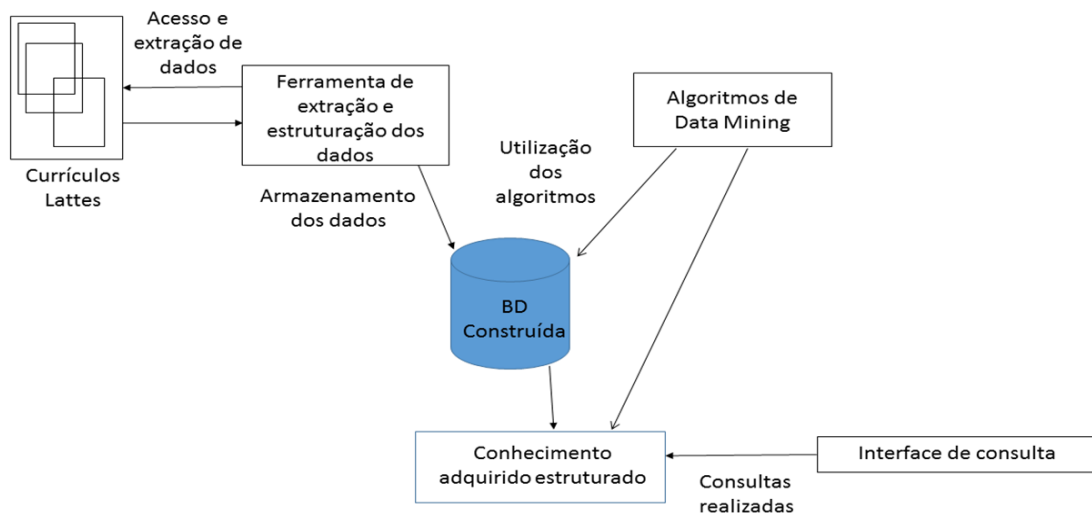 Acesso e
extração de
dados
Currículos
Lattes
Ferramenta de
extração e
estruturação dos
dados
Armazenamento
dos dados
Algoritmos de
Data Mining
Utilização
dos
algoritmos
BD
Construída
Conhecimento
adquirido estruturado
Consultas
realizadas
Interface de consulta